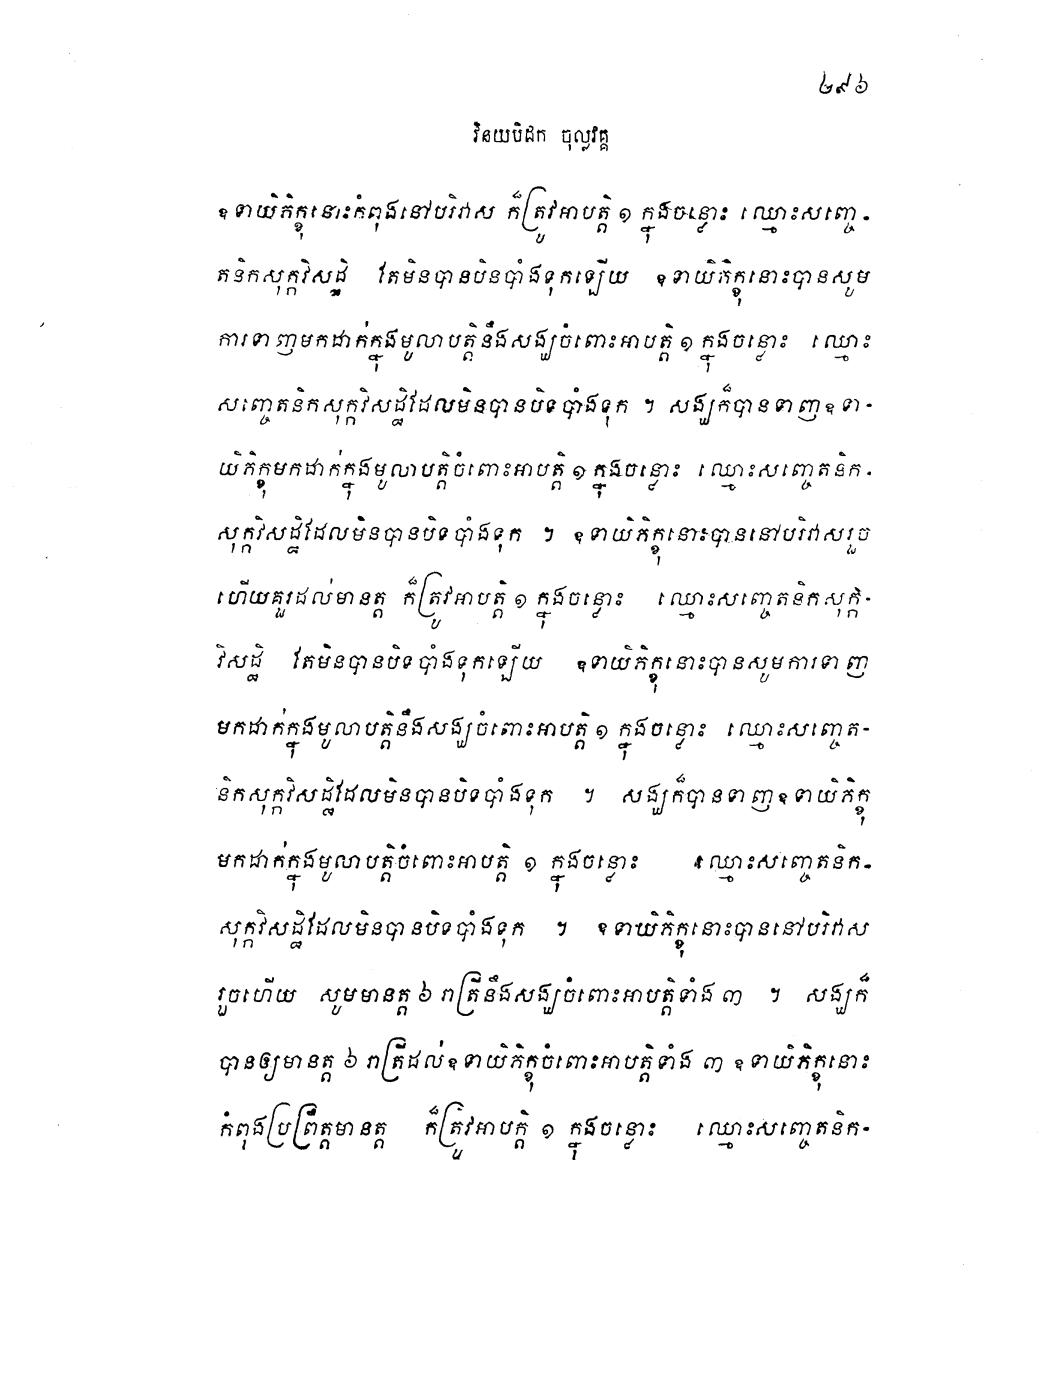 ២៩៦
វិនយបិដក ចុល្លវគ្គ
ឧទាយិភិក្ខុនោះកំពុងនៅបរិវាស ក៏ត្រូវអាបត្តិ ១ ក្នុងចន្លោះ ឈ្មោះសញ្ចេ-
តនិកសុក្កវិសដ្ឋិ តែមិនបានបិនបាំងទុកឡើយ ឧទាយិភិក្ខុនោះបានសូម
ការទាញមកដាក់ក្នុងមូលាបត្តិនឹងសង្ឃចំពោះអាបត្តិ ១ ក្នុងចន្លោះ ឈ្មោះ
សញ្ចេតនិកសុក្កវិសដ្ឋិដែលមិនបានបិទបាំងទុក ។ សង្ឃក៏បានទាញឧទា-
យិភិក្ខុមកដាក់ក្នុងមូលាបត្តិចំពោះអាបត្តិ ១ ក្នុងចន្លោះ ឈ្មោះសញ្ចេតនិក-
សុក្កវិសដ្ឋិដែលមិនបានបិទបាំងទុក ។ ឧទាយិភិក្ខុនោះបាននៅបរិវាសរួច
ហើយគួរដល់មានត្ត ក៏ត្រូវអាបត្តិ ១ ក្នុងចន្លោះ ឈ្មោះសញ្ចេតនិកសុក្ក-
វិសដ្ឋិ តែមិនបានបិទបាំងទុកឡើយ ឧទាយិភិក្ខុនោះបានសូមការទាញ
មកដាក់ក្នុងមូលាបត្តិនឹងសង្ឃចំពោះអាបត្តិ ១ ក្នុងចន្លោះ ឈ្មោះសញ្ចេត-
និកសុក្កវិសដ្ឋិដែលមិនបានបិទបាំងទុក ។ សង្ឃក៏បានទាញឧទាយិភិក្ខុ
មកដាក់ក្នុងមូលាបត្តិចំពោះអាបត្តិ ១ ក្នុងចន្លោះ ឈ្មោះសញ្ចេតនិក-
សុក្កវិសដ្ឋិដែលមិនបានបិទបាំងទុក ។ ឧទាយិភិក្ខុនោះបាននៅបរិវាស
រួចហើយ សូមមានត្ត ៦ រាត្រីនឹងសង្ឃចំពោះអាបត្តិទាំង ៣ ។ សង្ឃក៏
បានឲ្យមានត្ត ៦ រាត្រីដល់ឧទាយិភិក្ខុចំពោះអាបត្តិទាំង ៣ ឧទាយិភិក្ខុនោះ
កំពុងប្រព្រឹត្តមានត្ត ក៏ត្រូវអាបត្តិ ១ ក្នុងចន្លោះ ឈ្មោះសញ្ចេតនិក-